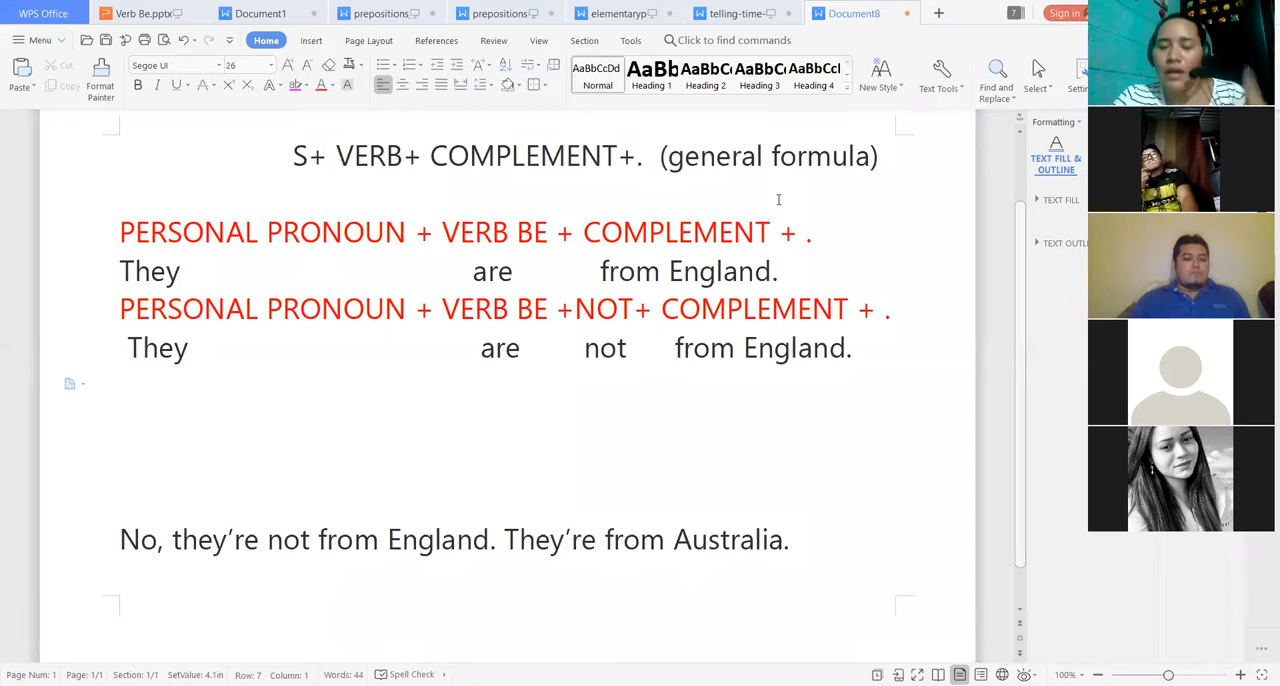 WPS Office Verb Be.pptx Document1 prepositions prepositions elementaryp telling-time- Document8 + 7 Sign in
Menu Home Insert Page Layout References Review View Section Tools Click to find commands
Paste Cut Copy Format Painter Segoe UI 26 AaBbCcDd Normal AaBb Heading 1 AaBbC Heading 2 AaBbC Heading 3 AaBbCcI Heading 4 New Style Text Tools Find and Replace Select
S+ VERB+ COMPLEMENT+. (general formula)
PERSONAL PRONOUN + VERB BE + COMPLEMENT + .
They are from England.
PERSONAL PRONOUN + VERB BE +NOT+ COMPLEMENT + .
They are not from England.
No, they’re not from England. They’re from Australia.
Formatting
A
TEXT FILL & OUTLINE
TEXT FILL
TEXT OUTL
Page Num: 1 Page: 1/1 Section: 1/1 SetValue: 4.1in Row: 7 Column: 1 Words: 44 Spell Check 100%